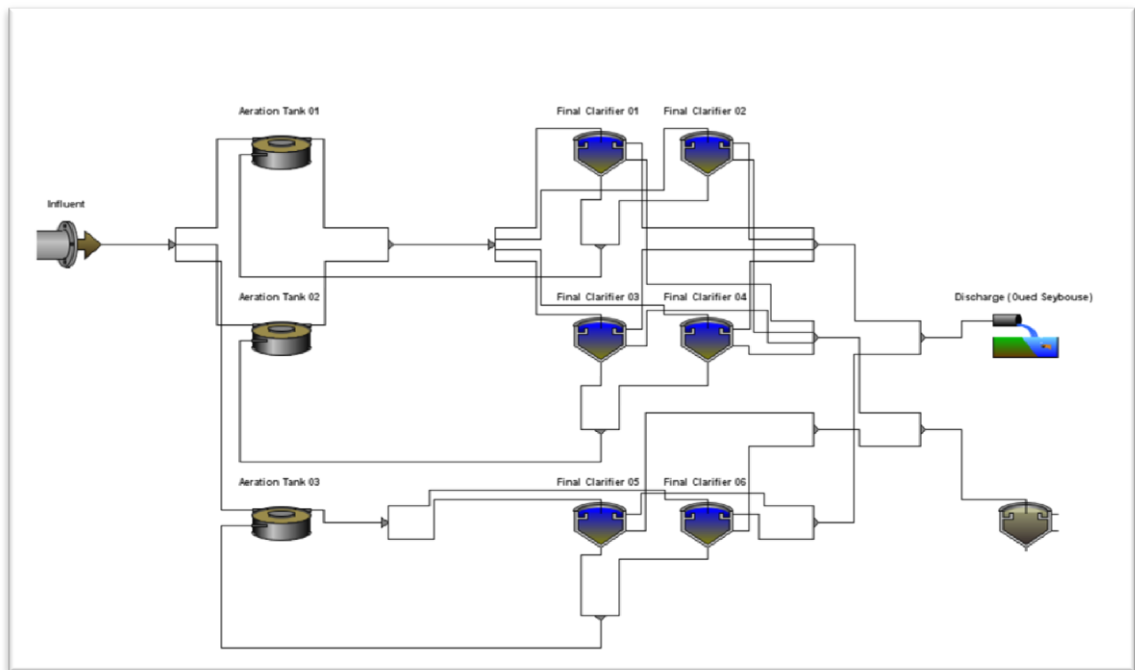 Aeration Tank 01
Final Clarifier 01
Final Clarifier 02
Influent
Aeration Tank 02
Final Clarifier 03
Final Clarifier 04
Discharge (Oued Seybouse)
Aeration Tank 03
Final Clarifier 05
Final Clarifier 06